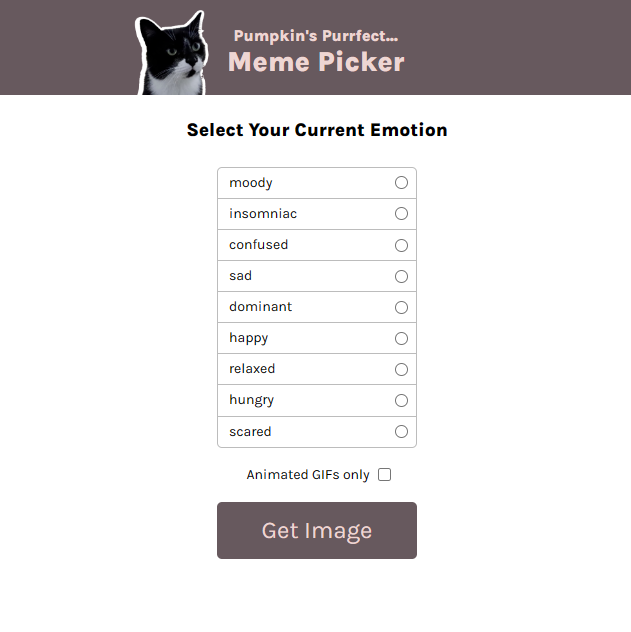 Pumpkin's Purrfect...
Meme Picker
Select Your Current Emotion
moody
insomniac
confused
sad
dominant
happy
relaxed
hungry
scared
Animated GIFs only
Get Image